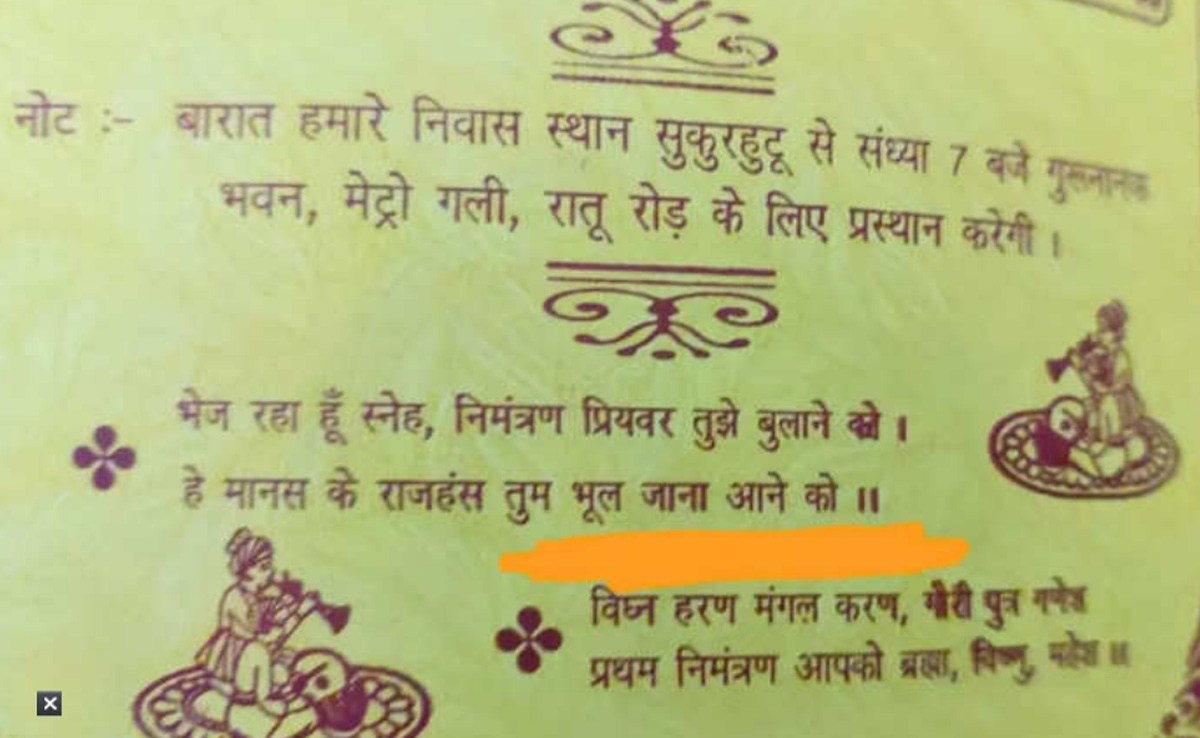 नोट :- बारात हमारे निवास स्थान सुकुरहुटू से संध्या 7 बजे गुरूनानक
भवन, मेट्रो गली, रातू रोड़ के लिए प्रस्थान करेगी ।
भेज रहा हूँ स्नेह, निमंत्रण प्रियवर तुझे बुलाने को ।
हे मानस के राजहंस तुम भूल जाना आने को ॥
विघ्न हरण मंगल करण, गौरी पुत्र गणेश
प्रथम निमंत्रण आपको ब्रह्मा, विष्णु, महेश ॥